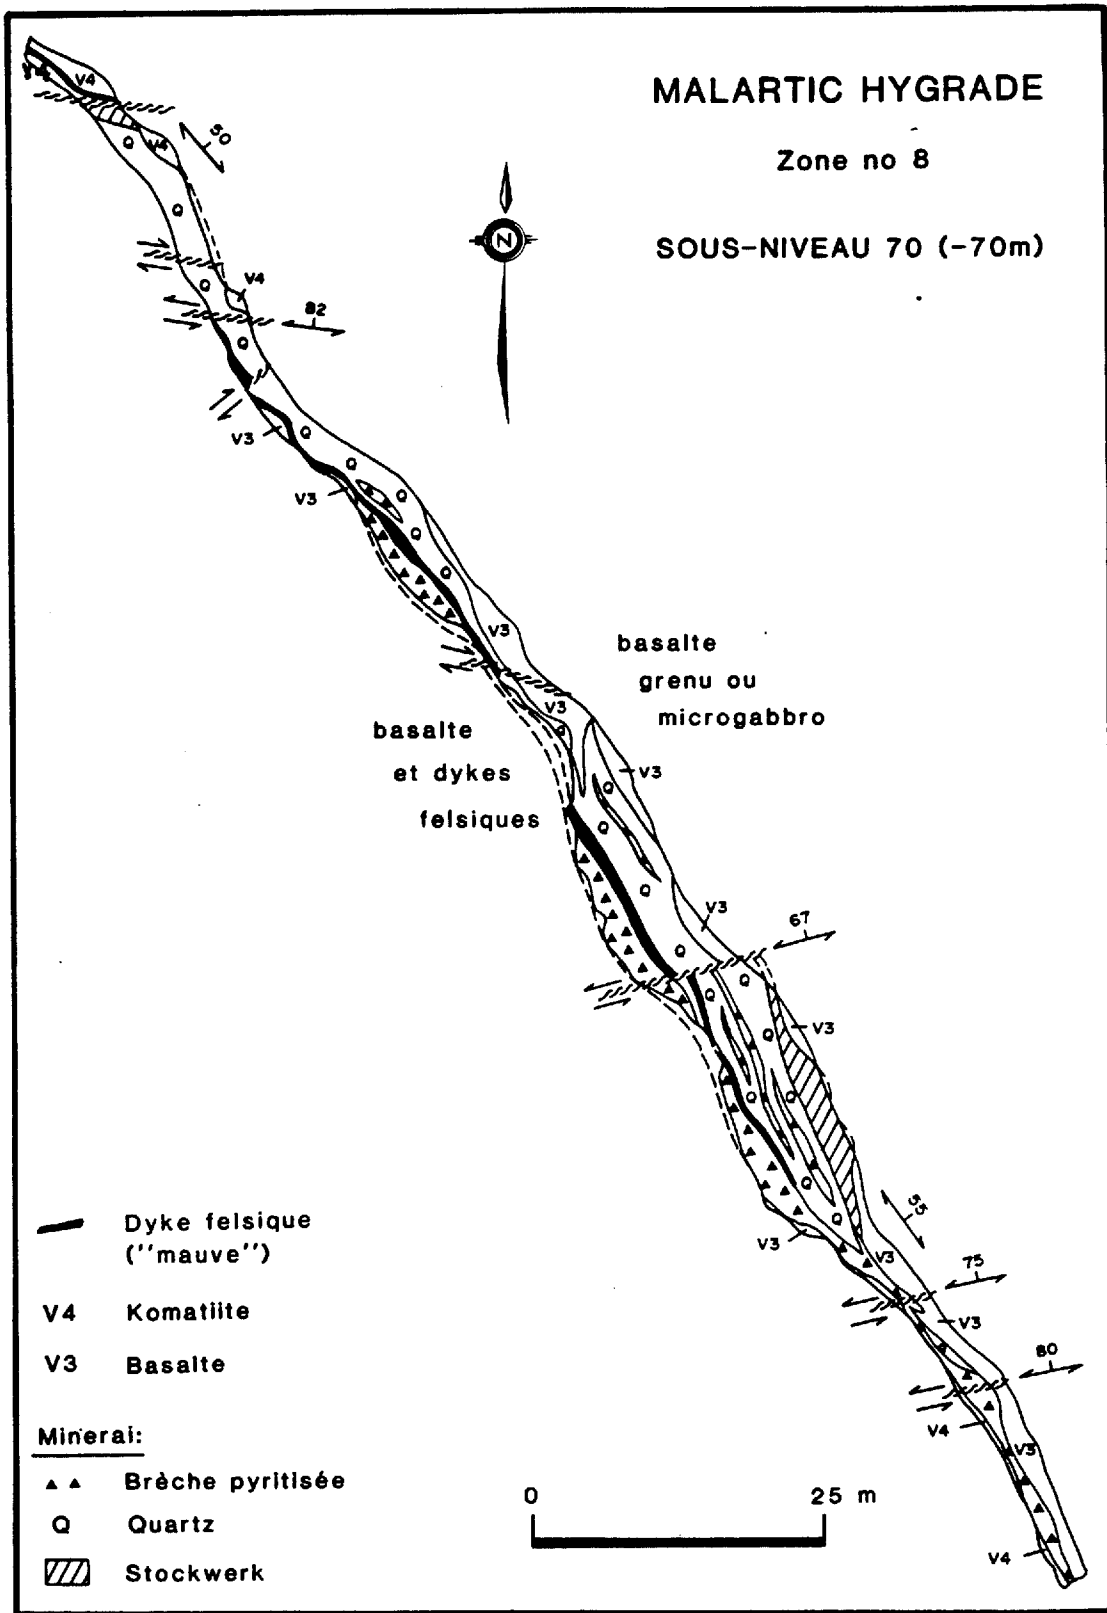 MALARTIC HYGRADE
Zone no 8
SOUS-NIVEAU 70 (-70m)
N
V4
V4
50
V4
Q
Q
Q
V4
82
Q
V3
Q
V3
Q
Q
Q
Q
V3
basalte
grenu ou
microgabbro
V3
basalte
et dykes
felsiques
Q
V3
Q
Q
Q
V3
67
Q
Q
Q
V3
Q
Q
Q
Q
Q
55
V3
V3
75
V3
80
V4
V3
V4
Dyke felsique
("mauve")
V4 Komatiite
V3 Basalte
Minerai:
Brèche pyritisée
Q Quartz
Stockwerk
0 25 m